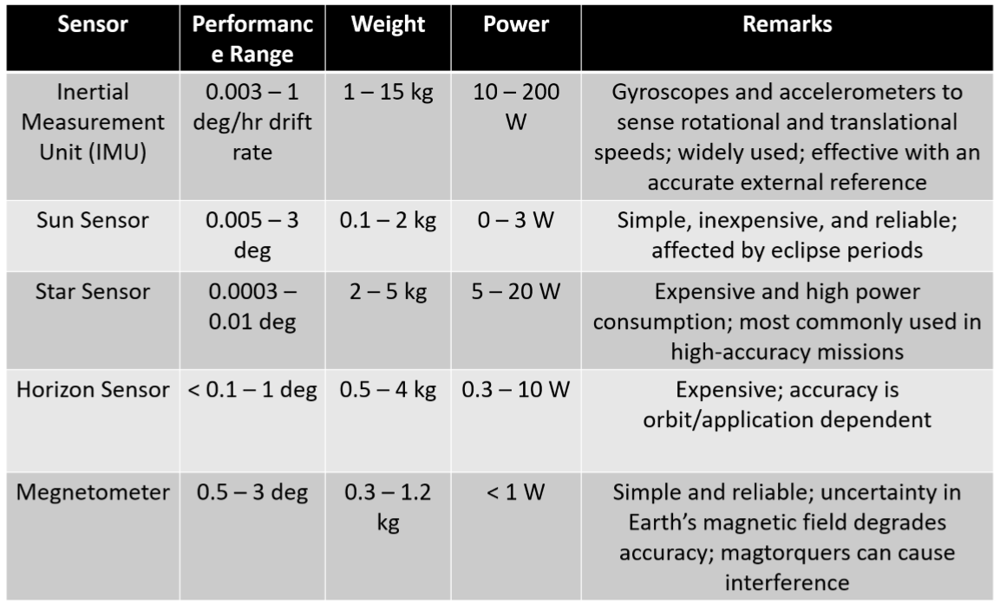 Sensor
Performanc
e Range
Weight
Power
Remarks
Inertial
Measurement
Unit (IMU)
0.003 – 1
deg/hr drift
rate
1 – 15 kg
10 – 200
W
Gyroscopes and accelerometers to
sense rotational and translational
speeds; widely used; effective with an
accurate external reference
Sun Sensor
0.005 – 3
deg
0.1 – 2 kg
0 – 3 W
Simple, inexpensive, and reliable;
affected by eclipse periods
Star Sensor
0.0003 –
0.01 deg
2 – 5 kg
5 – 20 W
Expensive and high power
consumption; most commonly used in
high-accuracy missions
Horizon Sensor
< 0.1 – 1 deg
0.5 – 4 kg
0.3 – 10 W
Expensive; accuracy is
orbit/application dependent
Megnetometer
0.5 – 3 deg
0.3 – 1.2
kg
< 1 W
Simple and reliable; uncertainty in
Earth’s magnetic field degrades
accuracy; magtorquers can cause
interference